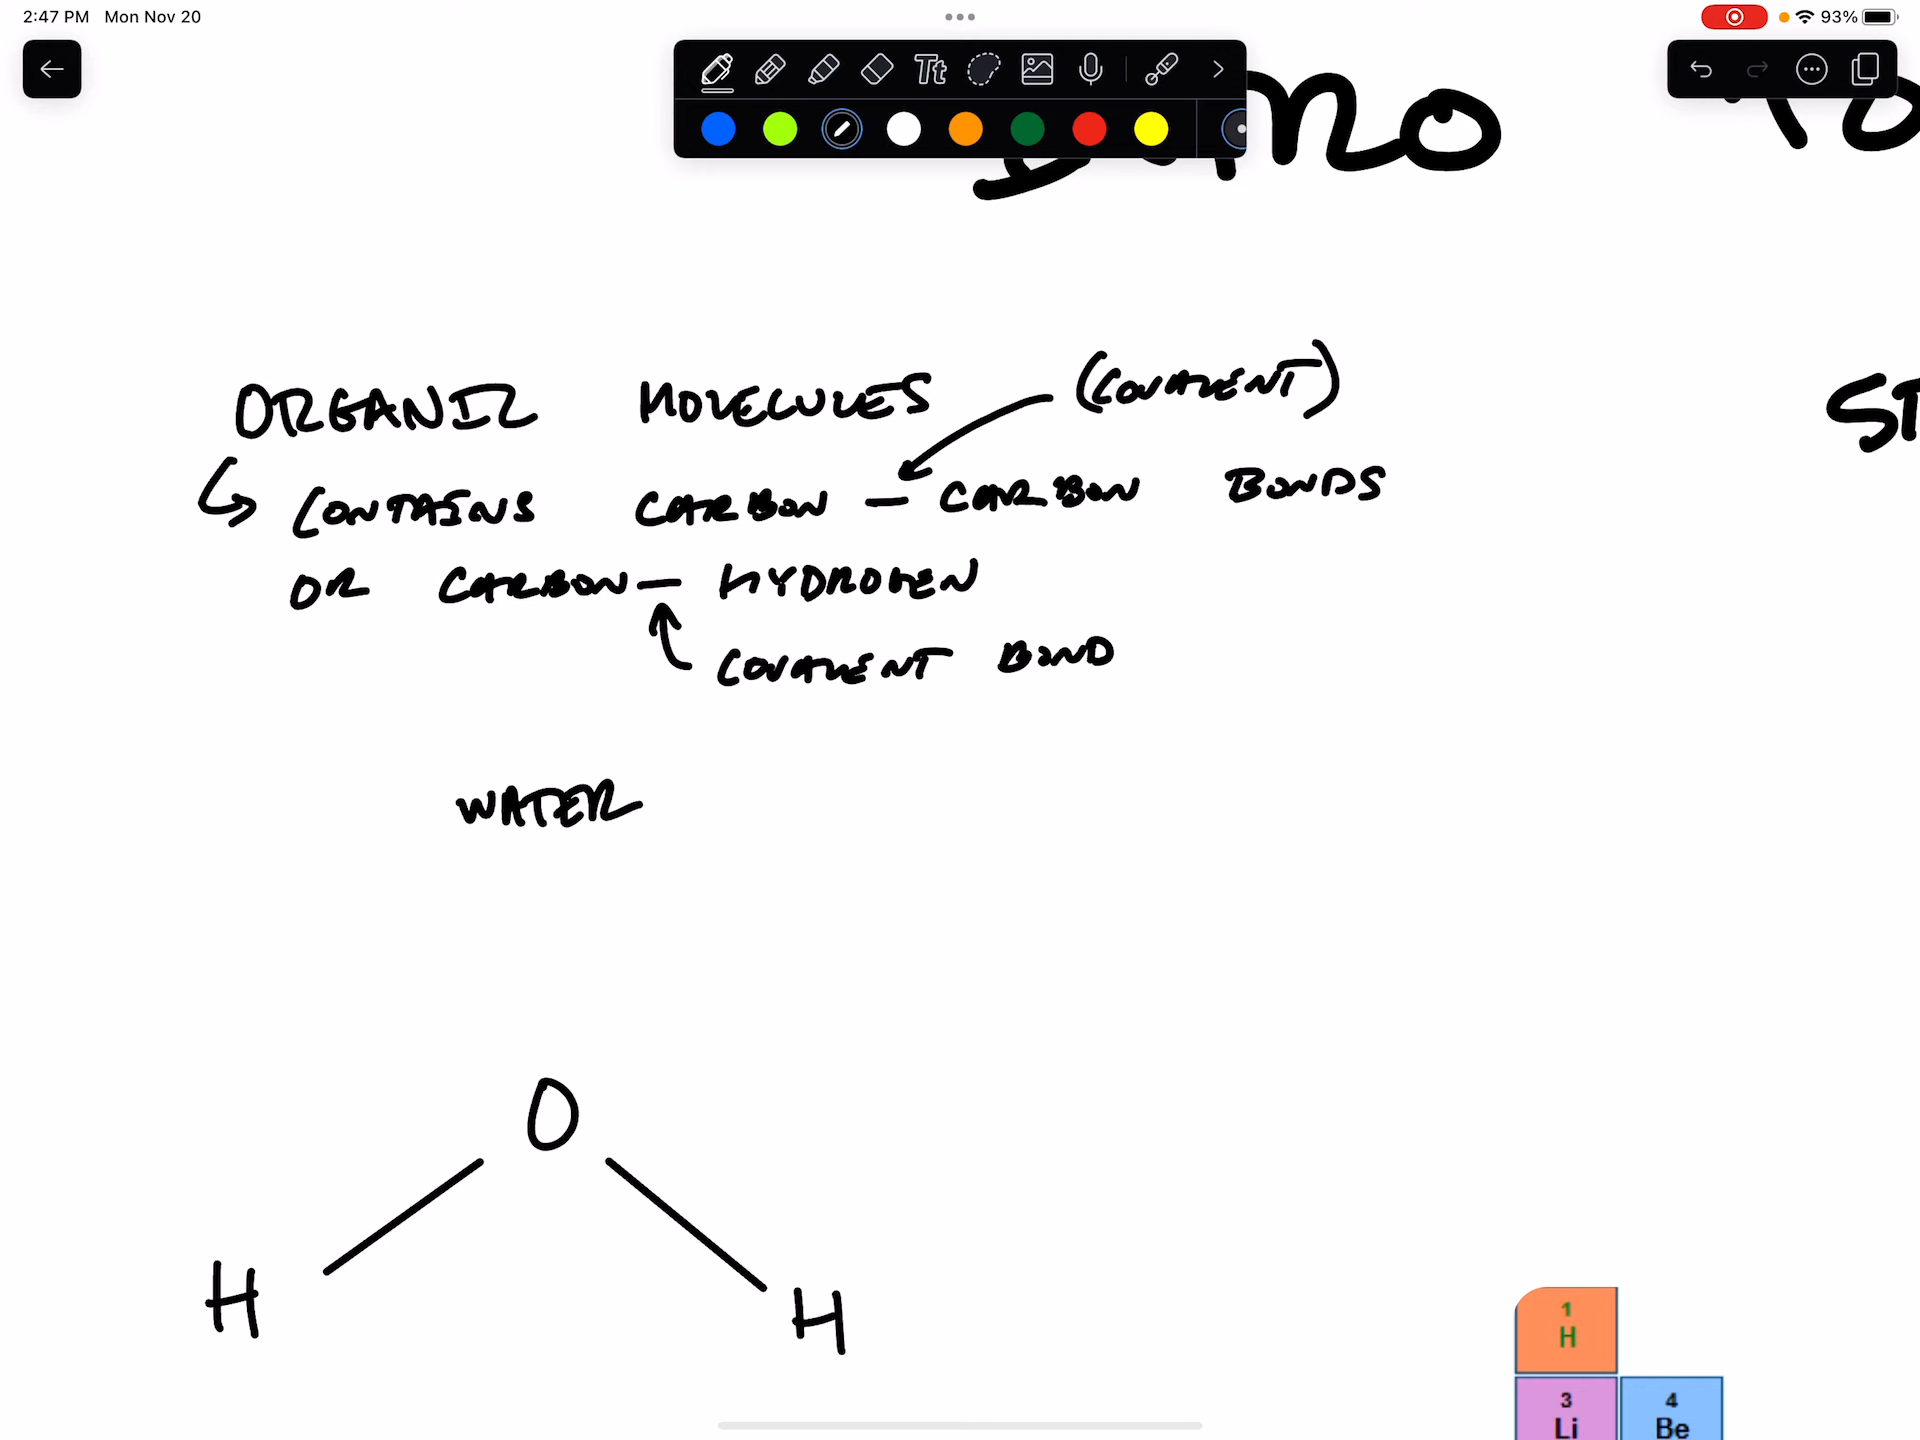 2:47 PM Mon Nov 20
93%
Tt
ORGANIC MOLECULES (COVALENT)
CONTAINS CARBON — CARBON BONDS
OR CARBON — HYDROGEN
COVALENT BOND
WATER
O
H H
1
H
3 4
Li Be